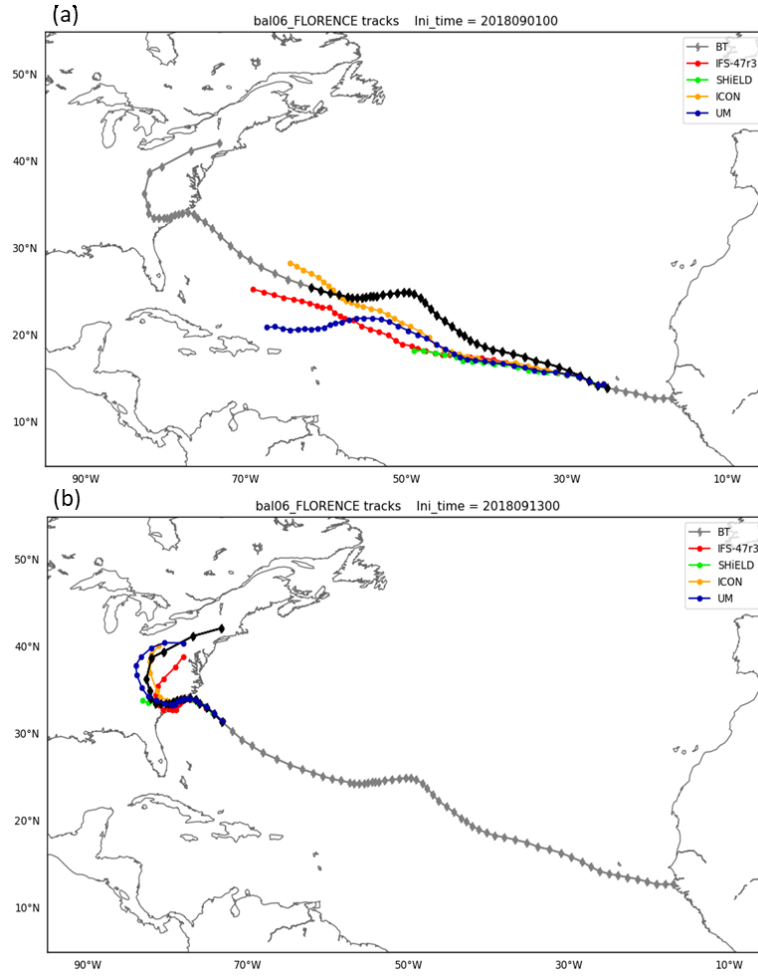 (a)
bal06_FLORENCE tracks Ini_time = 2018090100
BT
IFS-47r3
SHiELD
ICON
UM
50°N
40°N
30°N
20°N
10°N
90°W
70°W
50°W
30°W
10°W
(b)
bal06_FLORENCE tracks Ini_time = 2018091300
BT
IFS-47r3
SHiELD
ICON
UM
50°N
40°N
30°N
20°N
10°N
90°W
70°W
50°W
30°W
10°W